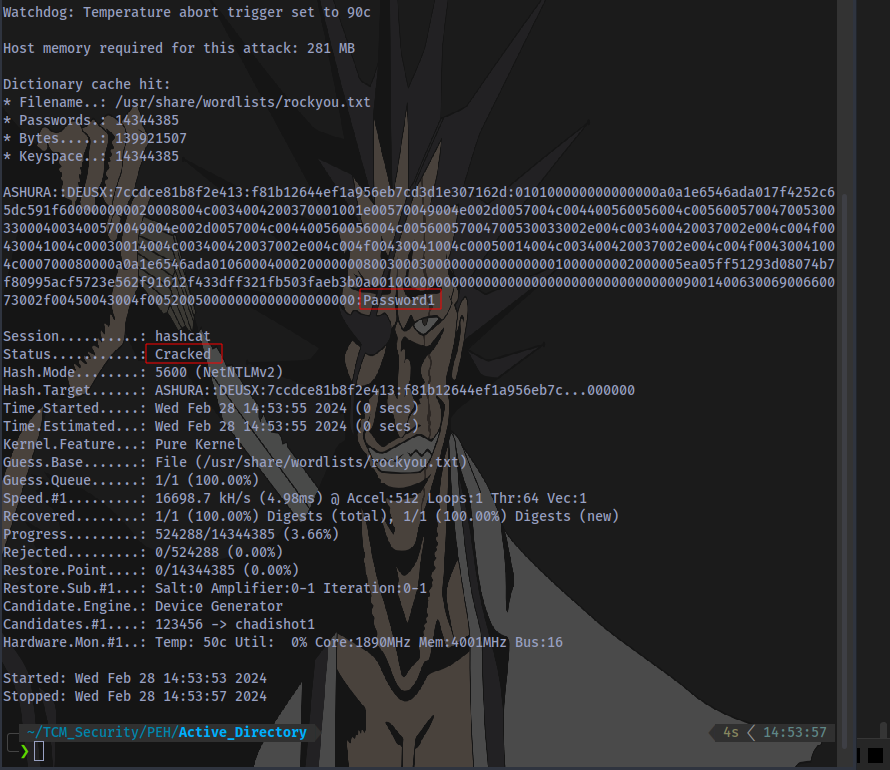 Watchdog: Temperature abort trigger set to 90c
Host memory required for this attack: 281 MB
Dictionary cache hit:
* Filename..: /usr/share/wordlists/rockyou.txt
* Passwords.: 14344385
* Bytes.....: 139921507
* Keyspace..: 14344385
ASHURA::DEUSX:7ccdce81b8f2e413:f81b12644ef1a956eb7cd3d1e307162d:010100000000000000a0a1e6546ada017f4252c6
5dc591f600000000020008004c0034004200370001001e00570049004e002d0057004c004400560056004c005600570047005300
330004003400570049004e002d0057004c004400560056004c00560057004700530033002e004c003400420037002e004c004f00
430041004c00030014004c003400420037002e004c004f00430041004c00050014004c003400420037002e004c004f0043004100
4c000700080000a0a1e6546ada01060004000200000008003000300000000000000001000000002000005ea05ff51293d08074b7
f80995acf5723e562f91612f433dff321fb503faeb3b0a0010000000000000000000000000000000000009001400630069006600
73002f00450043004f005200500000000000000000000:Password1
Session..........: hashcat
Status...........: Cracked
Hash.Mode........: 5600 (NetNTLMv2)
Hash.Target......: ASHURA::DEUSX:7ccdce81b8f2e413:f81b12644ef1a956eb7c...000000
Time.Started.....: Wed Feb 28 14:53:55 2024 (0 secs)
Time.Estimated...: Wed Feb 28 14:53:55 2024 (0 secs)
Kernel.Feature...: Pure Kernel
Guess.Base.......: File (/usr/share/wordlists/rockyou.txt)
Guess.Queue......: 1/1 (100.00%)
Speed.#1.........: 16698.7 kH/s (4.98ms) @ Accel:512 Loops:1 Thr:64 Vec:1
Recovered........: 1/1 (100.00%) Digests (total), 1/1 (100.00%) Digests (new)
Progress.........: 524288/14344385 (3.66%)
Rejected.........: 0/524288 (0.00%)
Restore.Point....: 0/14344385 (0.00%)
Restore.Sub.#1...: Salt:0 Amplifier:0-1 Iteration:0-1
Candidate.Engine.: Device Generator
Candidates.#1....: 123456 -> chadishot1
Hardware.Mon.#1..: Temp: 50c Util:  0% Core:1890MHz Mem:4001MHz Bus:16
Started: Wed Feb 28 14:53:53 2024
Stopped: Wed Feb 28 14:53:57 2024
~/TCM_Security/PEH/Active_Directory 4s 14:53:57
❯